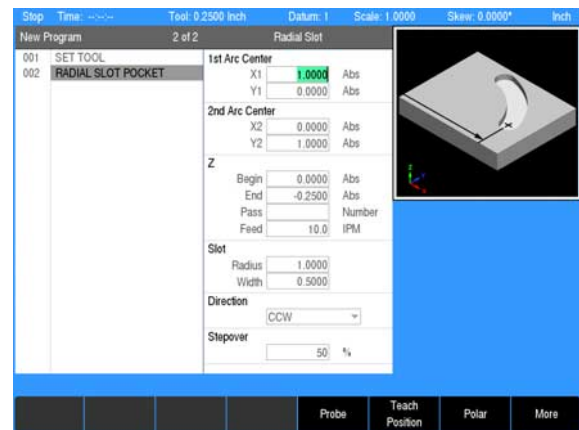 Stop Time: --:--:-- Tool: 0.2500 Inch Datum: 1 Scale: 1.0000 Skew: 0.0000° Inch
New Program 2 of 2 Radial Slot
001 SET TOOL
002 RADIAL SLOT POCKET
1st Arc Center
X1 1.0000 Abs
Y1 0.0000 Abs
2nd Arc Center
X2 0.0000 Abs
Y2 1.0000 Abs
Z
Begin 0.0000 Abs
End -0.2500 Abs
Pass Number
Feed 10.0 IPM
Slot
Radius 1.0000
Width 0.5000
Direction
CCW
Stepover
50 %
Probe Teach Position Polar More